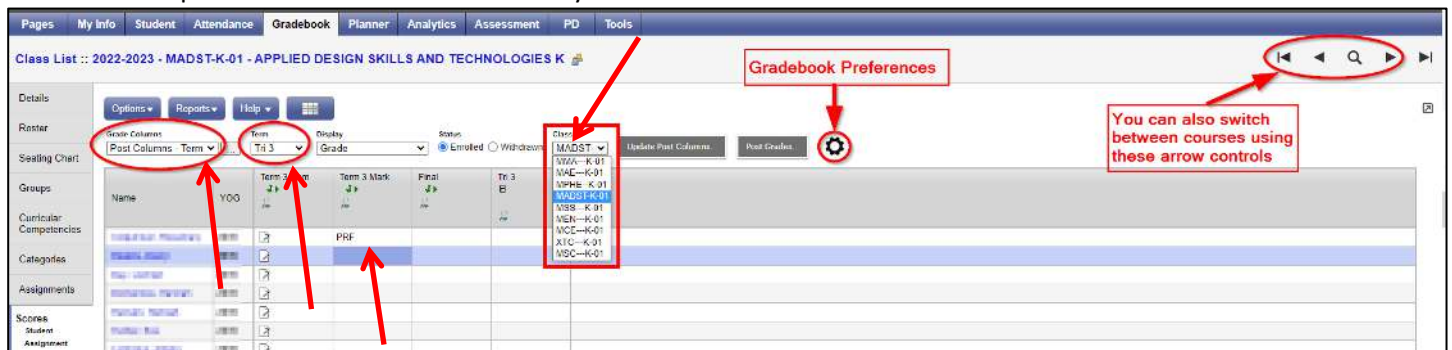 Pages My Info Student Attendance Gradebook Planner Analytics Assessment PD Tools
Class List :: 2022-2023 - MADST-K-01 - APPLIED DESIGN SKILLS AND TECHNOLOGIES K
Gradebook Preferences
You can also switch
between courses using
these arrow controls
Details
Roster
Seating Chart
Groups
Curricular
Competencies
Categories
Assignments
Scores
Student
Assignment
Options Reports Help
Grade Columns Term Display Status Class
Post Columns - Term ... Tri 3 Grade Enrolled Withdrawn MADST- Update Post Columns. Post Grades.
MMA---K-01
MAE---K-01
MPHE--K-01
MADST-K-01
MSS---K-01
MEN---K-01
MCE---K-01
XTC---K-01
MSC---K-01
Name YOG Term 3 Term 3 Mark Final Tri 3
PRF